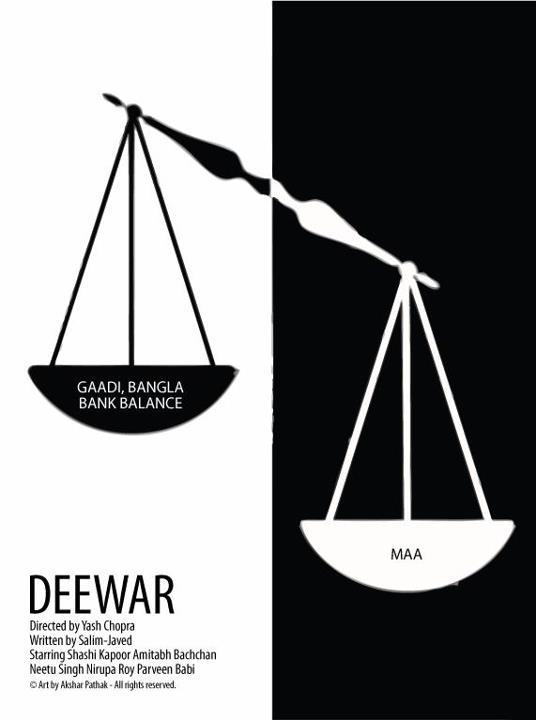 GAADI, BANGLA
BANK BALANCE
MAA
DEEWAR
Directed by Yash Chopra
Written by Salim-Javed
Starring Shashi Kapoor Amitabh Bachchan
Neetu Singh Nirupa Roy Parveen Babi
© Art by Akshar Pathak - All rights reserved.